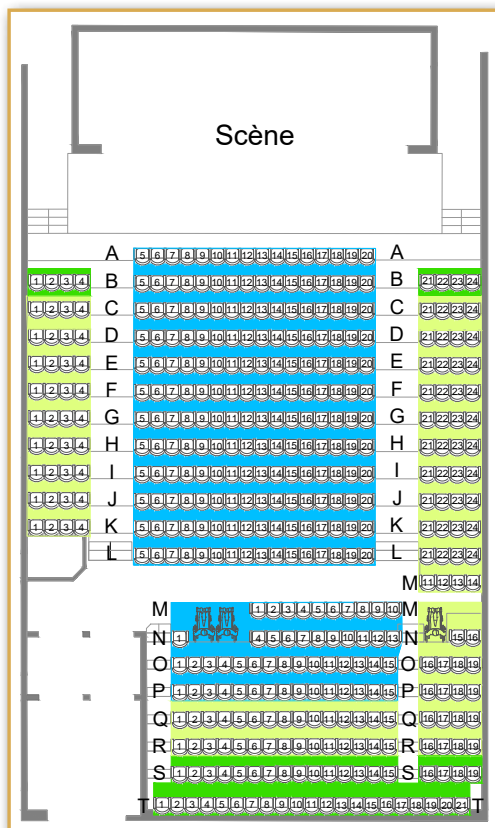 Scène
A 5 6 7 8 9 10 11 12 13 14 15 16 17 18 19 20 A
1 2 3 4 B 5 6 7 8 9 10 11 12 13 14 15 16 17 18 19 20 B 21 22 23 24
1 2 3 4 C 5 6 7 8 9 10 11 12 13 14 15 16 17 18 19 20 C 21 22 23 24
1 2 3 4 D 5 6 7 8 9 10 11 12 13 14 15 16 17 18 19 20 D 21 22 23 24
1 2 3 4 E 5 6 7 8 9 10 11 12 13 14 15 16 17 18 19 20 E 21 22 23 24
1 2 3 4 F 5 6 7 8 9 10 11 12 13 14 15 16 17 18 19 20 F 21 22 23 24
1 2 3 4 G 5 6 7 8 9 10 11 12 13 14 15 16 17 18 19 20 G 21 22 23 24
1 2 3 4 H 5 6 7 8 9 10 11 12 13 14 15 16 17 18 19 20 H 21 22 23 24
1 2 3 4 I 5 6 7 8 9 10 11 12 13 14 15 16 17 18 19 20 I 21 22 23 24
1 2 3 4 J 5 6 7 8 9 10 11 12 13 14 15 16 17 18 19 20 J 21 22 23 24
1 2 3 4 K 5 6 7 8 9 10 11 12 13 14 15 16 17 18 19 20 K 21 22 23 24
L 5 6 7 8 9 10 11 12 13 14 15 16 17 18 19 20 L 21 22 23 24
M 11 12 13 14
M 1 2 3 4 5 6 7 8 9 10 M
N 1 4 5 6 7 8 9 10 11 12 13 N 15 16
O 1 2 3 4 5 6 7 8 9 10 11 12 13 14 15 O 16 17 18 19
P 1 2 3 4 5 6 7 8 9 10 11 12 13 14 15 P 16 17 18 19
Q 1 2 3 4 5 6 7 8 9 10 11 12 13 14 15 Q 16 17 18 19
R 1 2 3 4 5 6 7 8 9 10 11 12 13 14 15 R 16 17 18 19
S 1 2 3 4 5 6 7 8 9 10 11 12 13 14 15 S 16 17 18 19
T 1 2 3 4 5 6 7 8 9 10 11 12 13 14 15 16 17 18 19 20 21 T